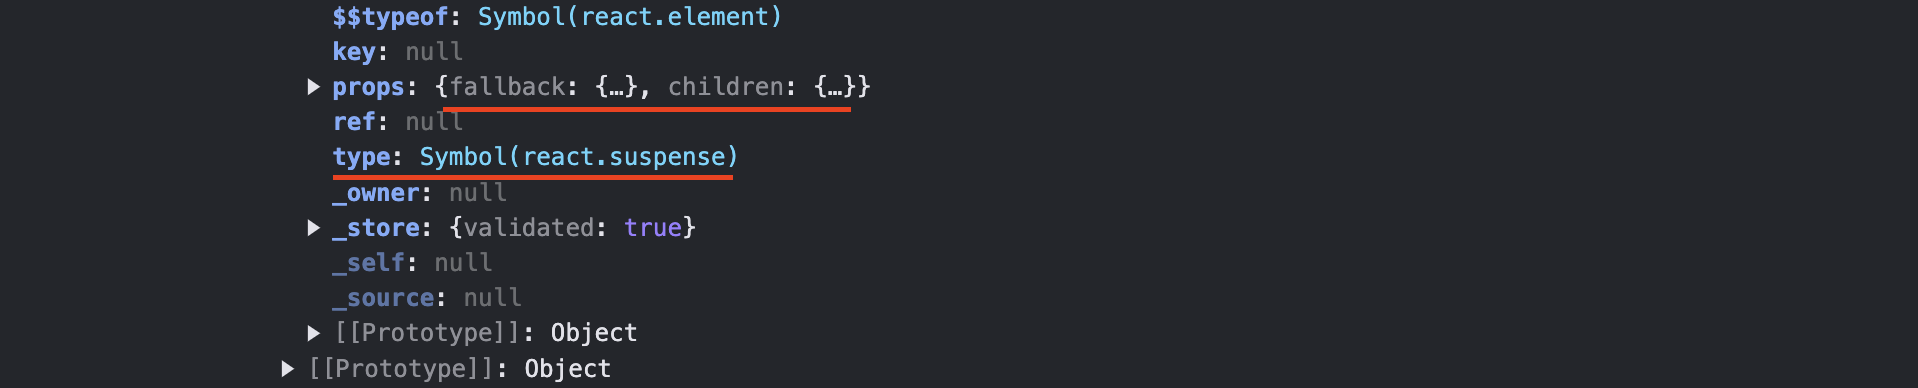 $$typeof: Symbol(react.element)
key: null
props: {fallback: {…}, children: {…}}
ref: null
type: Symbol(react.suspense)
_owner: null
_store: {validated: true}
_self: null
_source: null
[[Prototype]]: Object
[[Prototype]]: Object